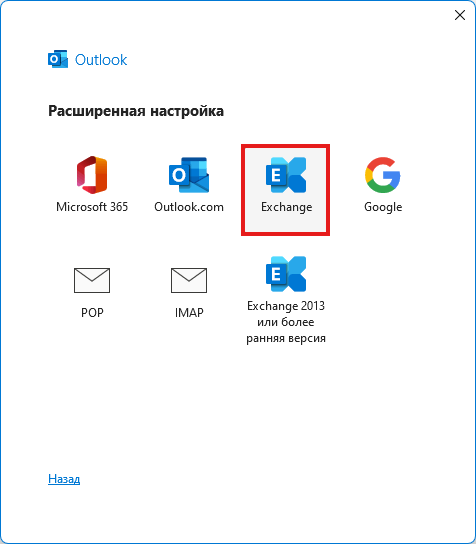 Outlook
Расширенная настройка
Microsoft 365
Outlook.com
Exchange
Google
POP
IMAP
Exchange 2013
или более
ранняя версия
Назад